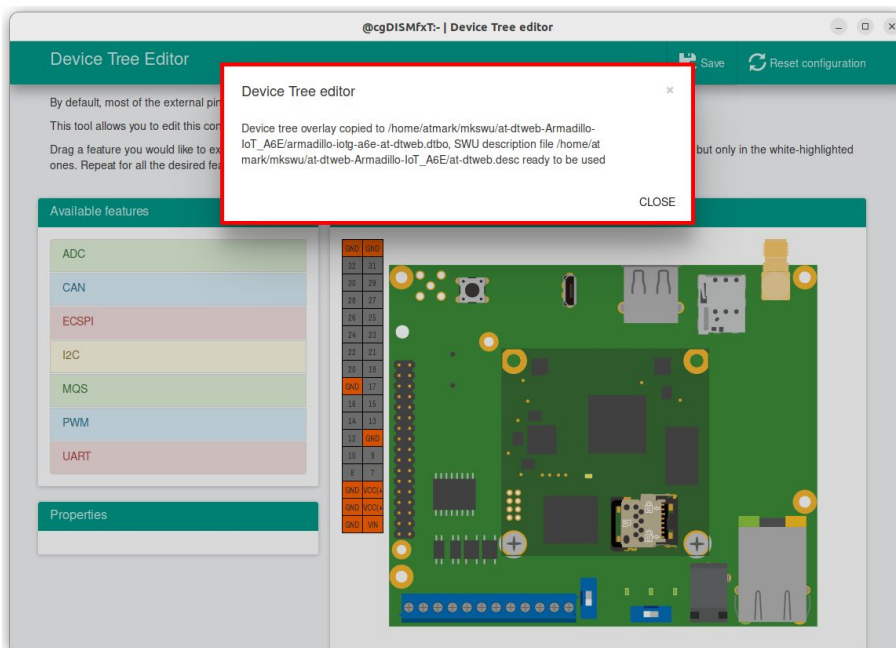 @cgDISMfxT:- | Device Tree editor
Device Tree Editor
Save
Reset configuration
By default, most of the external pin
This tool allows you to edit this con
Drag a feature you would like to ex
but only in the white-highlighted
ones. Repeat for all the desired fea
Device Tree editor
×
Device tree overlay copied to /home/atmark/mkswu/at-dtweb-Armadillo-
IoT_A6E/armadillo-iotg-a6e-at-dtweb.dtbo, SWU description file /home/at
mark/mkswu/at-dtweb-Armadillo-IoT_A6E/at-dtweb.desc ready to be used
CLOSE
Available features
ADC
CAN
ECSPI
I2C
MQS
PWM
UART
Properties
GND GND
32 31
30 29
28 27
26 25
24 23
22 21
20 19
GND 17
16 15
14 13
12 GND
10 9
8 7
GND VCC(+
GND VCC(+
GND VIN